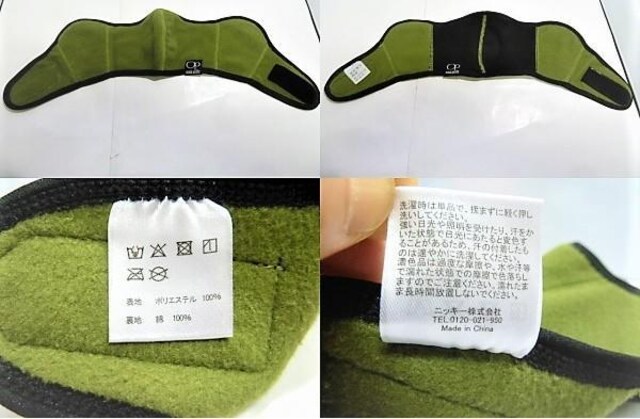 OP
OP
表地 ポリエステル 100%
裏地 綿 100%
洗濯時は単品で、揉まずに軽く押し
洗いしてください。
強い日光や照明を受けたり、汗をか
いた状態で日光にあたると変色す
ることがあるため、汗の付着したも
のは速やかに洗濯してください。
濃色品は過度な摩擦や、水や汗等
で濡れた状態での摩擦で色落ちし
ますのでご注意ください。濡れたま
ま長時間放置しないでください。
ニッキー株式会社
TEL.0120-021-950
Made in China